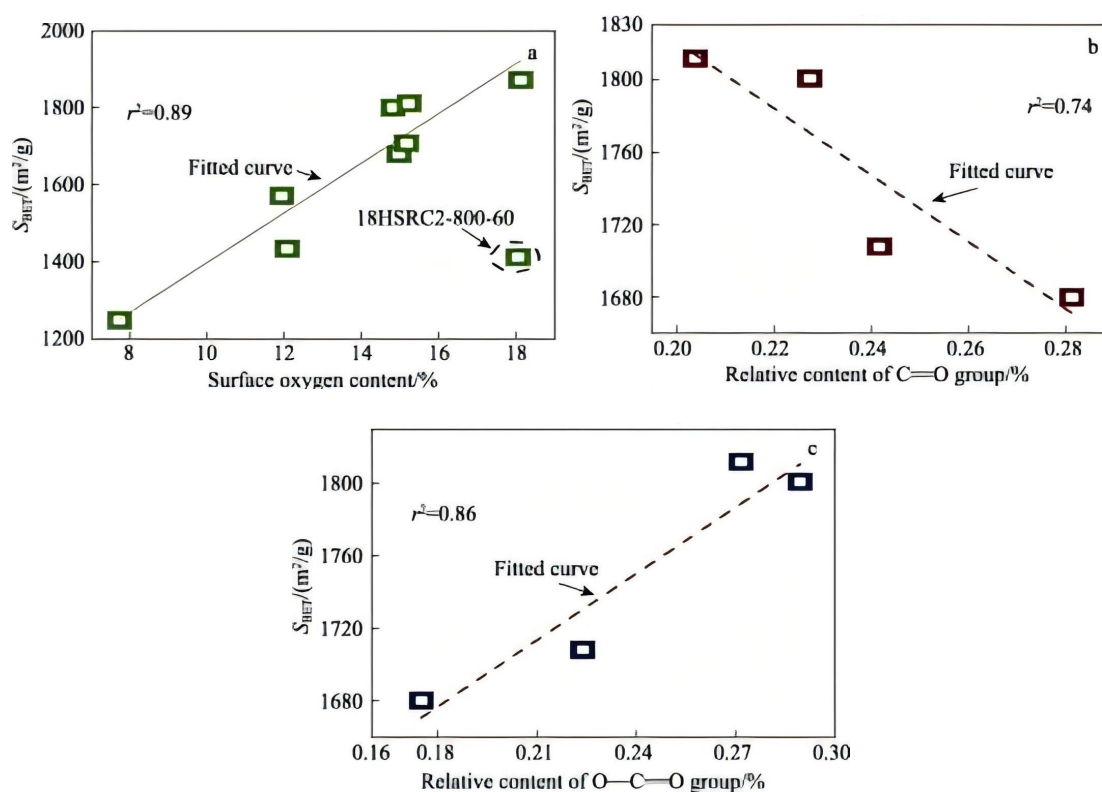 2000
1800
1600
1400
1200
S_BET/(m²/g)
a
r²=0.89
Fitted curve
18HSRC2-800-60
8 10 12 14 16 18
Surface oxygen content/%
1830
1800
1760
1720
1680
S_BET/(m²/g)
b
r²=0.74
Fitted curve
0.20 0.22 0.24 0.26 0.28
Relative content of C=O group/%
1800
1760
1720
1680
S_BET/(m²/g)
c
r²=0.86
Fitted curve
0.16 0.18 0.21 0.24 0.27 0.30
Relative content of O—C=O group/%